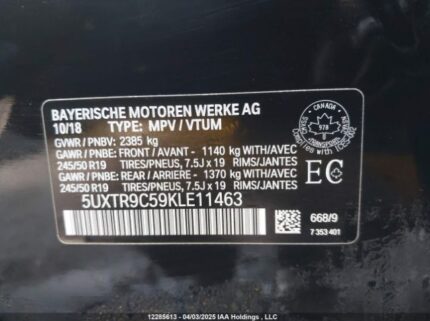 BAYERISCHE MOTOREN WERKE AG
10/18 TYPE: MPV / VTUM
GVWR / PNBV: 2385 kg
GAWR / PNBE: FRONT / AVANT - 1140 kg WITH/AVEC
245/50 R19 TIRES/PNEUS, 7.5J x 19 RIMS/JANTES
GAWR / PNBE: REAR / ARRIERE - 1370 kg WITH/AVEC
245/50 R19 TIRES/PNEUS, 7.5J x 19 RIMS/JANTES
CANADA
978
TRANSPORT
EC
5UXTR9C59KLE11463
668/9
7 353 401
12285613 - 04/03/2025 IAA Holdings, LLC